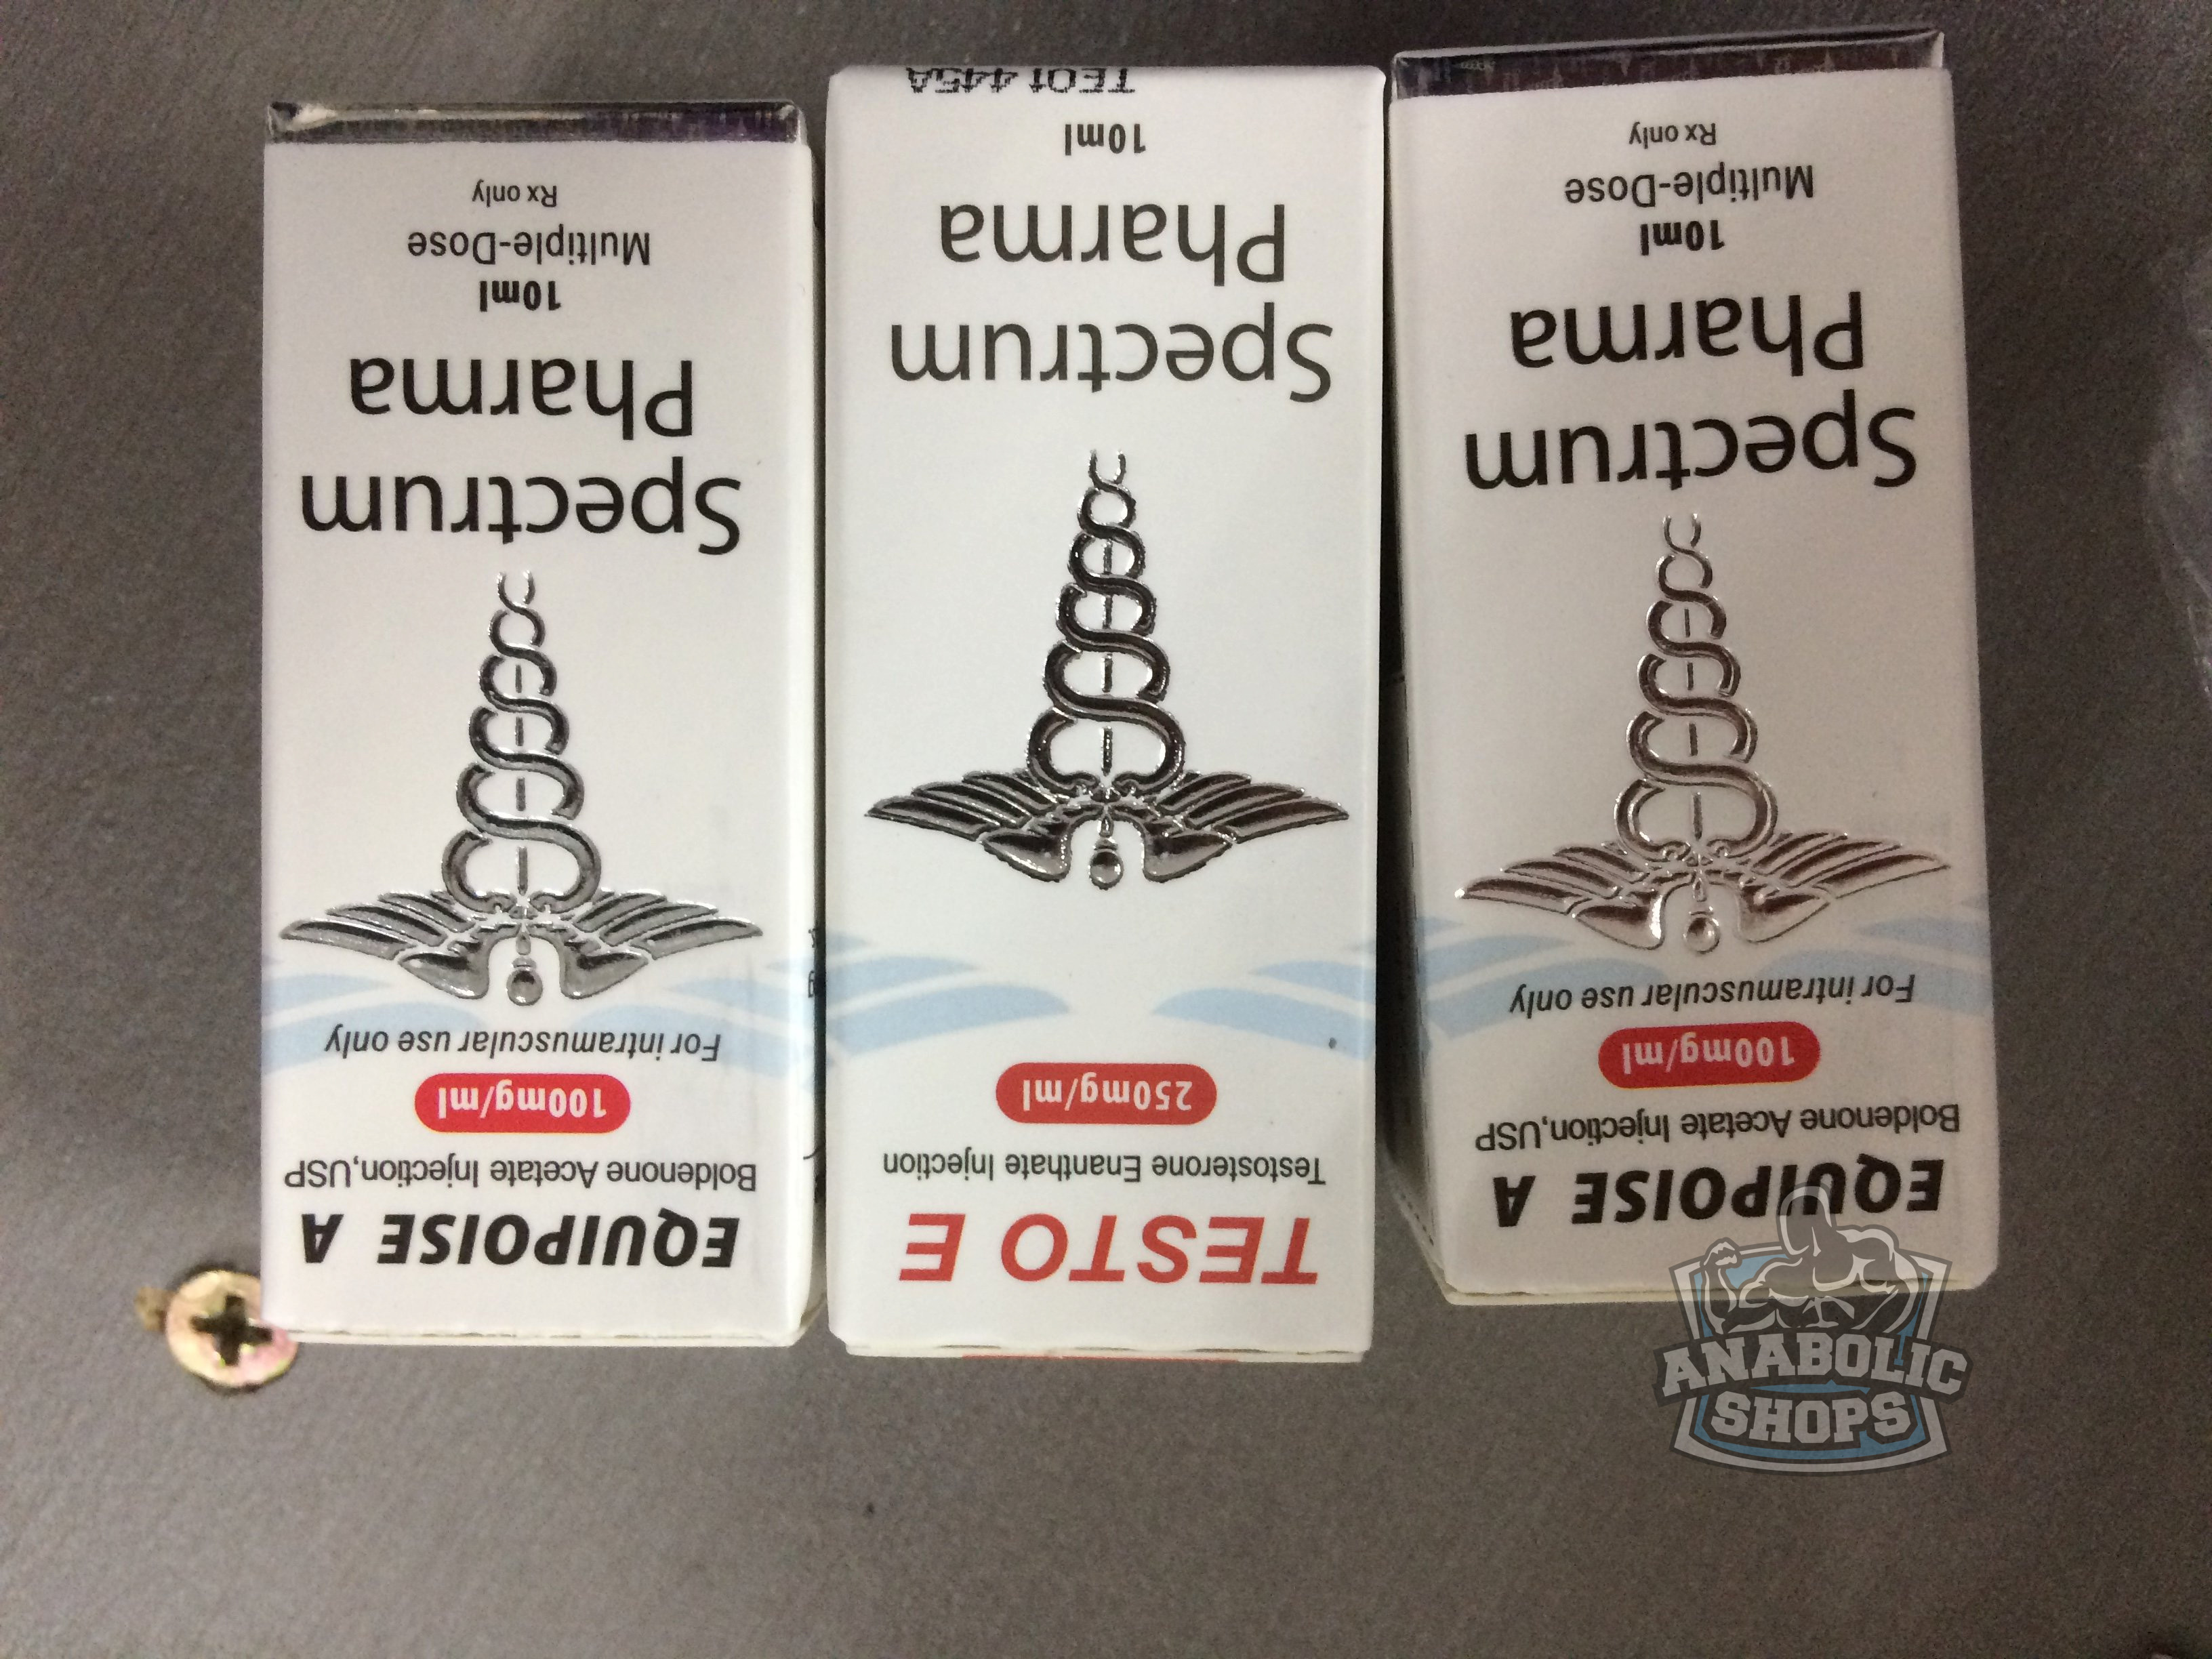 EQUIPOISE A
Boldenone Acetate Injection,USP
100mg/ml
For intramuscular use only
Spectrum
Pharma
10ml
Multiple-Dose
Rx only
TESTO E
Testosterone Enanthate Injection
250mg/ml
Spectrum
Pharma
10ml
TE01445A
EQUIPOISE A
Boldenone Acetate Injection,USP
100mg/ml
For intramuscular use only
Spectrum
Pharma
10ml
Multiple-Dose
Rx only
ANABOLIC
SHOPS